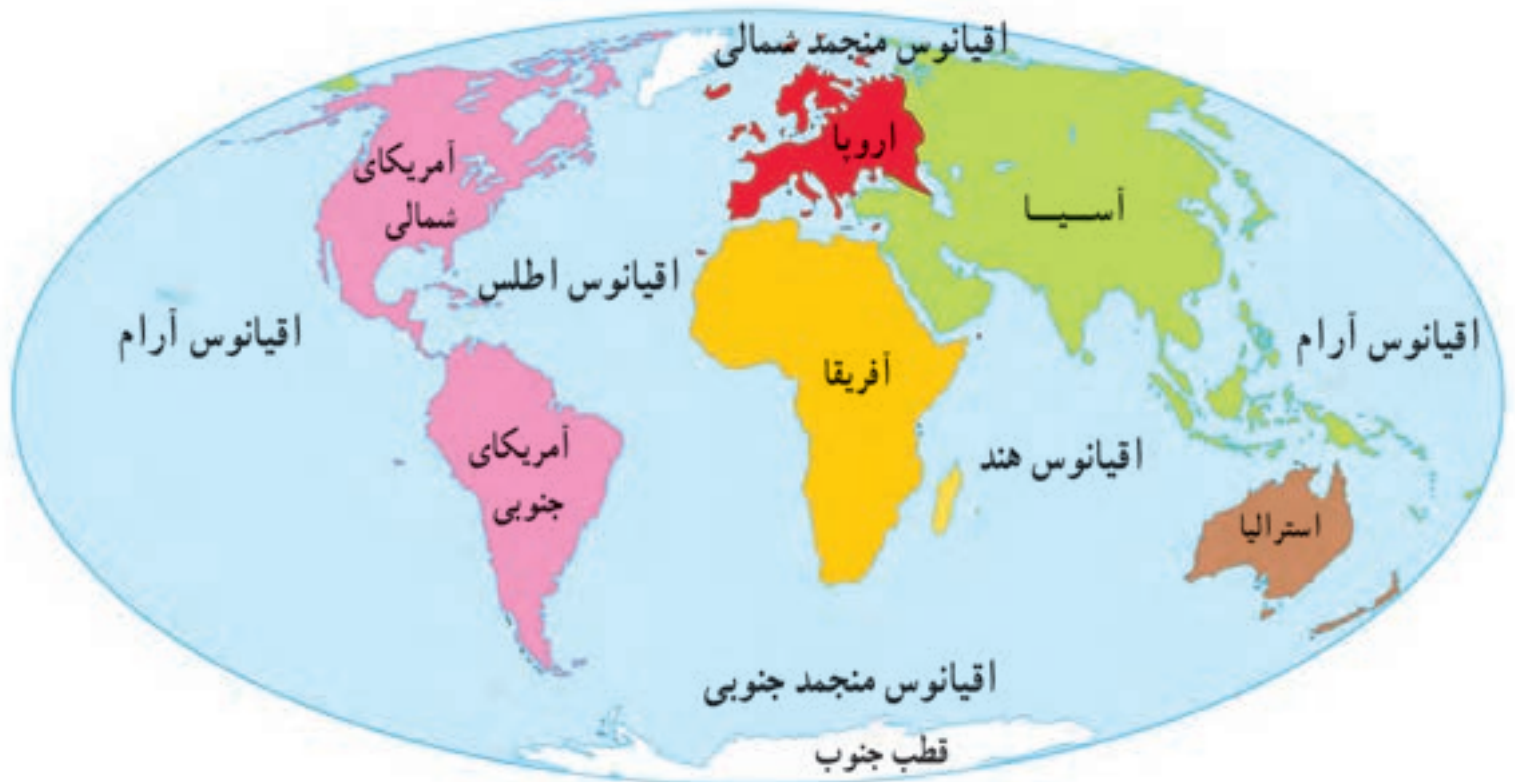 اقیانوس منجمد شمالی
آمریکای
شمالی
اروپا
آسیا
اقیانوس اطلس
اقیانوس آرام
اقیانوس آرام
آفریقا
آمریکای
جنوبی
اقیانوس هند
استرالیا
اقیانوس منجمد جنوبی
قطب جنوب